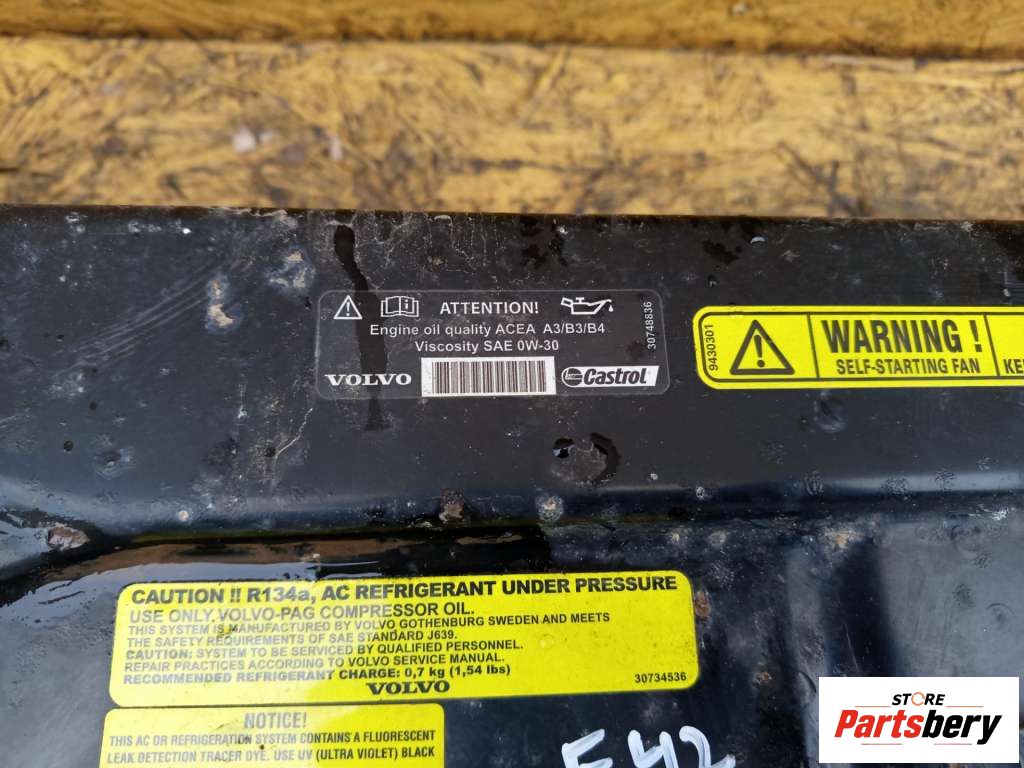 ATTENTION!
Engine oil quality ACEA A3/B3/B4
Viscosity SAE 0W-30
VOLVO
Castrol
30748836
9430301
WARNING !
SELF-STARTING FAN
KE
CAUTION !! R134a, AC REFRIGERANT UNDER PRESSURE
USE ONLY VOLVO-PAG COMPRESSOR OIL.
THIS SYSTEM IS MANUFACTURED BY VOLVO GOTHENBURG SWEDEN AND MEETS
THE SAFETY REQUIREMENTS OF SAE STANDARD J639.
CAUTION: SYSTEM TO BE SERVICED BY QUALIFIED PERSONNEL.
REPAIR PRACTICES ACCORDING TO VOLVO SERVICE MANUAL.
RECOMMENDED REFRIGERANT CHARGE: 0,7 kg (1,54 lbs)
VOLVO
30734536
NOTICE!
THIS AC OR REFRIGERATION SYSTEM CONTAINS A FLUORESCENT
LEAK DETECTION TRACER DYE. USE UV (ULTRA VIOLET) BLACK
STORE
Partsbery